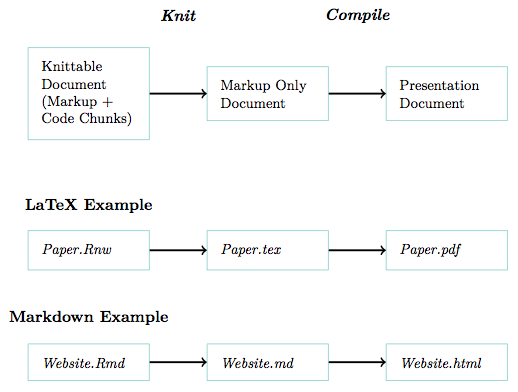 Knit
Compile
Knittable
Document
(Markup +
Code Chunks)
Markup Only
Document
Presentation
Document
LaTeX Example
Paper.Rnw
Paper.tex
Paper.pdf
Markdown Example
Website.Rmd
Website.md
Website.html